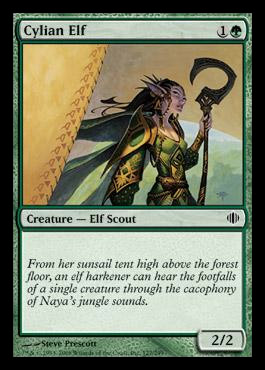 Cylian Elf 1
Creature — Elf Scout
From her sunsail tent high above the forest
floor, an elf harkener can hear the footfalls
of a single creature through the cacophony
of Naya's jungle sounds.
Steve Prescott
2/2